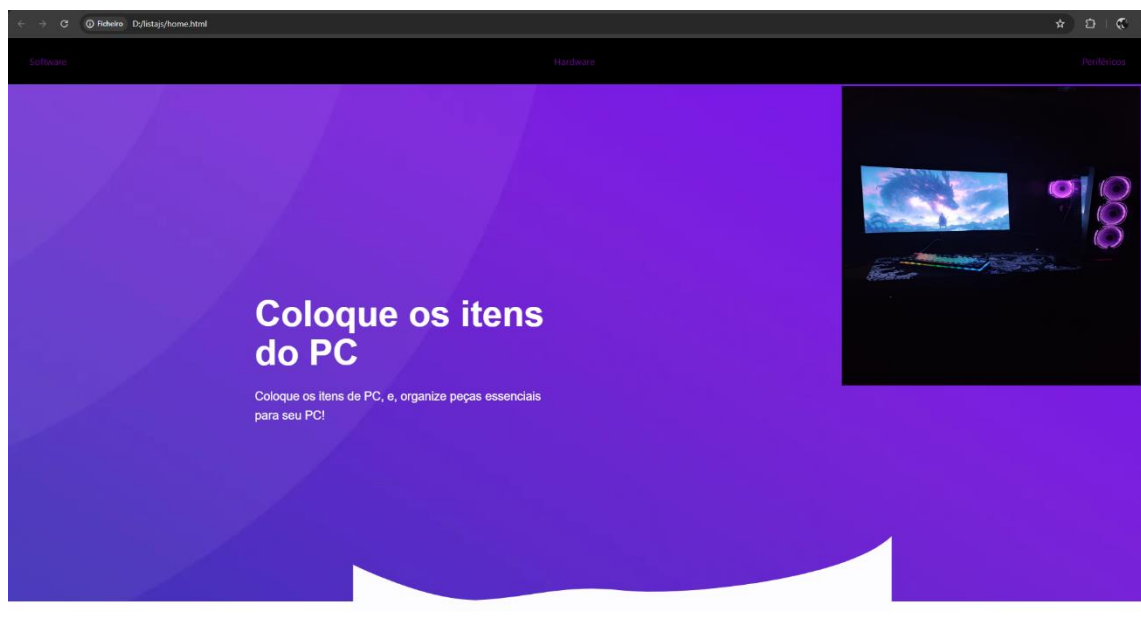 Ficheiro D:/listajs/home.html
Software Hardware Periféricos
Coloque os itens
do PC
Coloque os itens de PC, e, organize peças essenciais
para seu PC!